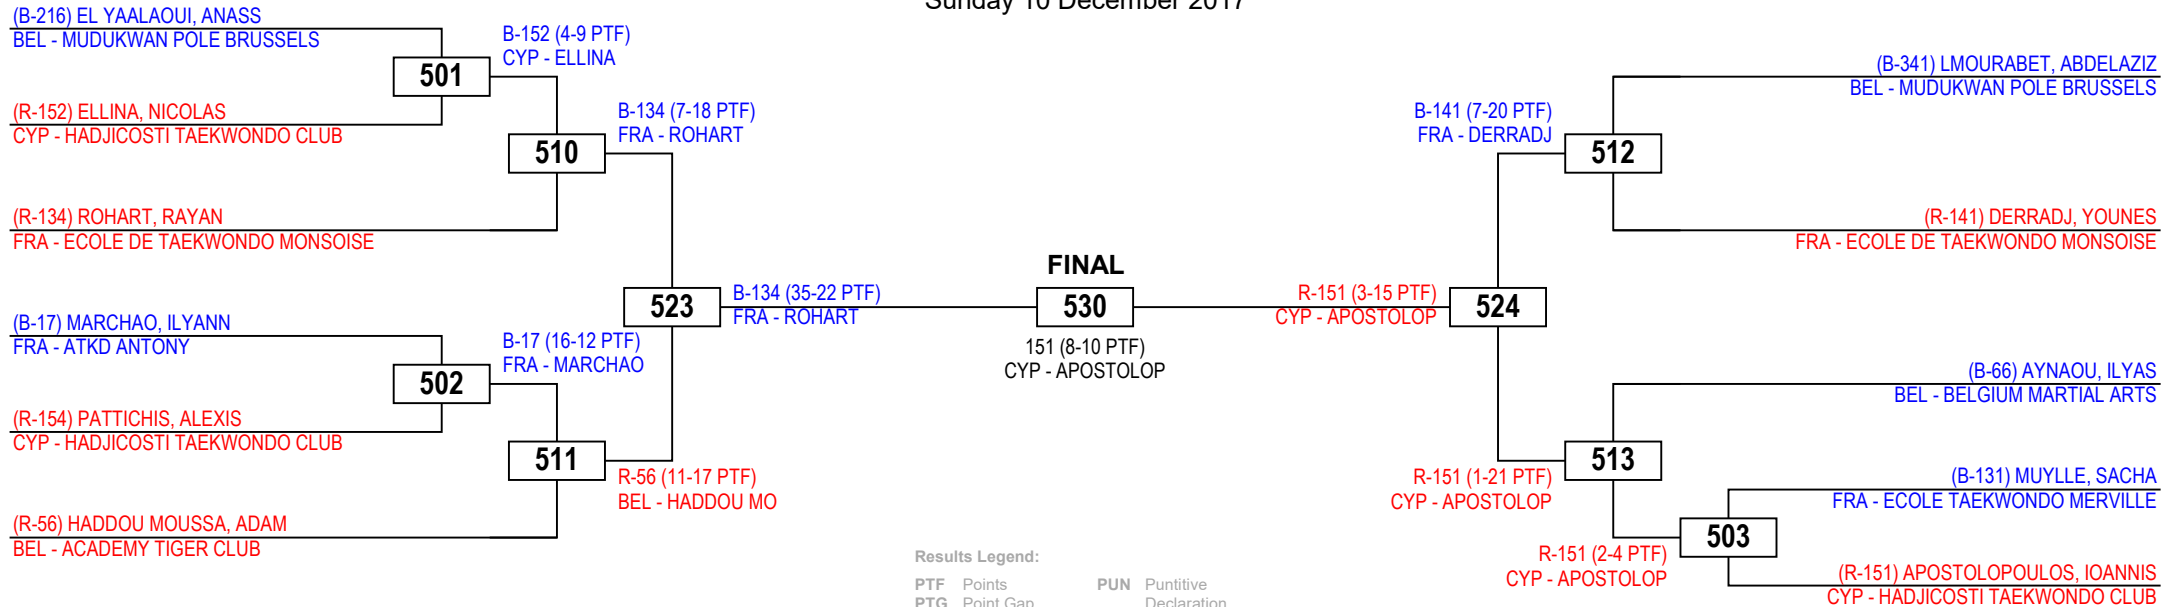 Sunday 10 December 2017
(B-216) EL YAALAOUI, ANASS
BEL - MUDUKWAN POLE BRUSSELS
501
(R-152) ELLINA, NICOLAS
CYP - HADJICOSTI TAEKWONDO CLUB
B-152 (4-9 PTF)
CYP - ELLINA
510
(R-134) ROHART, RAYAN
FRA - ECOLE DE TAEKWONDO MONSOISE
B-134 (7-18 PTF)
FRA - ROHART
(B-17) MARCHAO, ILYANN
FRA - ATKD ANTONY
502
(R-154) PATTICHIS, ALEXIS
CYP - HADJICOSTI TAEKWONDO CLUB
B-17 (16-12 PTF)
FRA - MARCHAO
511
(R-56) HADDOU MOUSSA, ADAM
BEL - ACADEMY TIGER CLUB
R-56 (11-17 PTF)
BEL - HADDOU MO
523
B-134 (35-22 PTF)
FRA - ROHART
FINAL
530
151 (8-10 PTF)
CYP - APOSTOLOP
R-151 (3-15 PTF)
CYP - APOSTOLOP
524
B-141 (7-20 PTF)
FRA - DERRADJ
512
(B-341) LMOURABET, ABDELAZIZ
BEL - MUDUKWAN POLE BRUSSELS
(R-141) DERRADJ, YOUNES
FRA - ECOLE DE TAEKWONDO MONSOISE
R-151 (1-21 PTF)
CYP - APOSTOLOP
513
(B-66) AYNAOU, ILYAS
BEL - BELGIUM MARTIAL ARTS
R-151 (2-4 PTF)
CYP - APOSTOLOP
503
(B-131) MUYLLE, SACHA
FRA - ECOLE TAEKWONDO MERVILLE
(R-151) APOSTOLOPOULOS, IOANNIS
CYP - HADJICOSTI TAEKWONDO CLUB
Results Legend:
PTF Points PUN Puntitive
PTG Point Gap Declaration